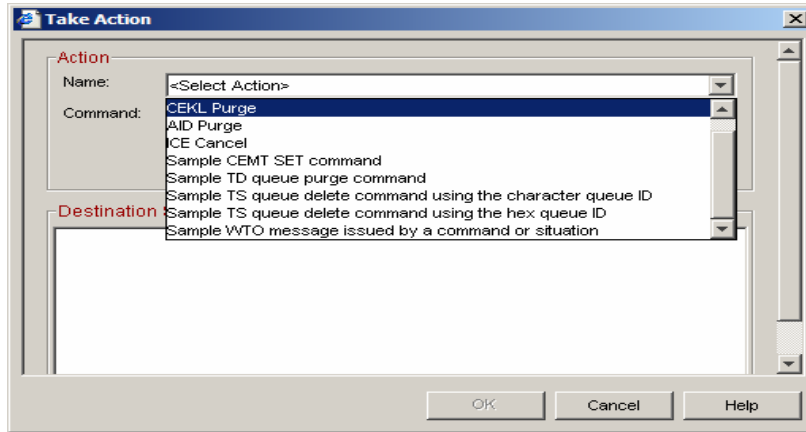 Take Action
Action
Name:
<Select Action>
Command:
CEKL Purge
AID Purge
ICE Cancel
Sample CEMT SET command
Sample TD queue purge command
Sample TS queue delete command using the character queue ID
Sample TS queue delete command using the hex queue ID
Sample WTO message issued by a command or situation
Destination
OK
Cancel
Help